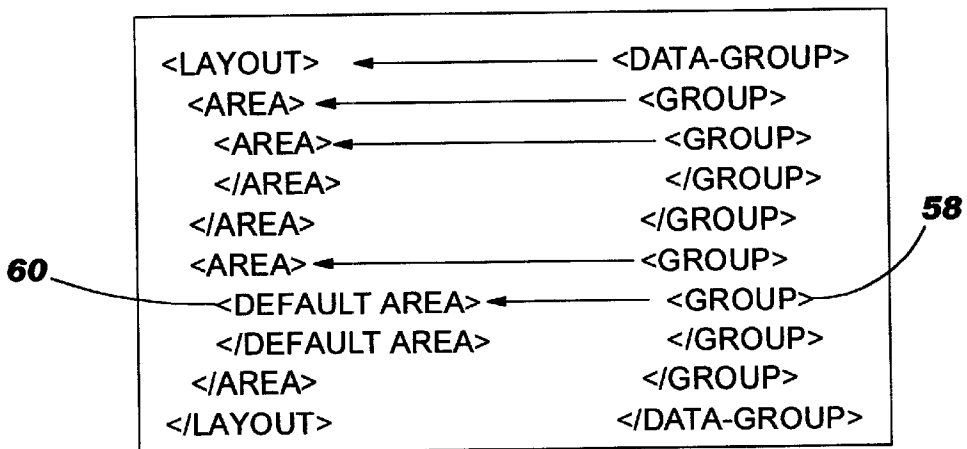 <LAYOUT> <DATA-GROUP>
<AREA> <GROUP>
<AREA> <GROUP>
</AREA> </GROUP>
</AREA> </GROUP>
58
<AREA> <GROUP>
60
<DEFAULT AREA> <GROUP>
</DEFAULT AREA> </GROUP>
</AREA> </GROUP>
</LAYOUT> </DATA-GROUP>